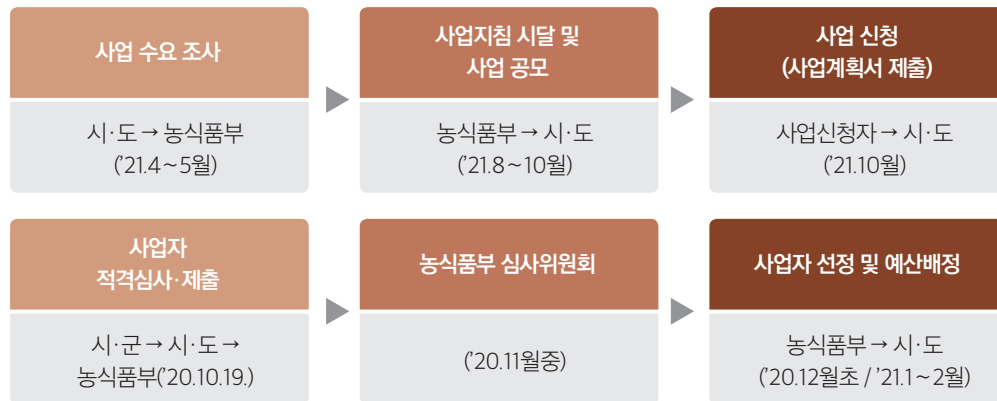 사업 수요 조사
시·도 → 농식품부
('21.4~5월)
사업지침 시달 및
사업 공모
농식품부 → 시·도
('21.8~10월)
사업 신청
(사업계획서 제출)
사업신청자 → 시·도
('21.10월)
사업자
적격심사·제출
시·군 → 시·도 →
농식품부('20.10.19.)
농식품부 심사위원회
('20.11월중)
사업자 선정 및 예산배정
농식품부 → 시·도
('20.12월초 / '21.1~2월)